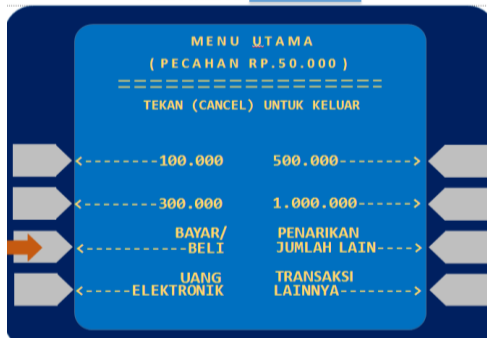 MENU UTAMA
( PECAHAN RP.50.000 )
====================
TEKAN (CANCEL) UNTUK KELUAR
<--------100.000 500.000-------->
<--------300.000 1.000.000------>
BAYAR/ PENARIKAN
<-----------BELI JUMLAH LAIN---->
UANG TRANSAKSI
<-----ELEKTRONIK LAINNYA-------->